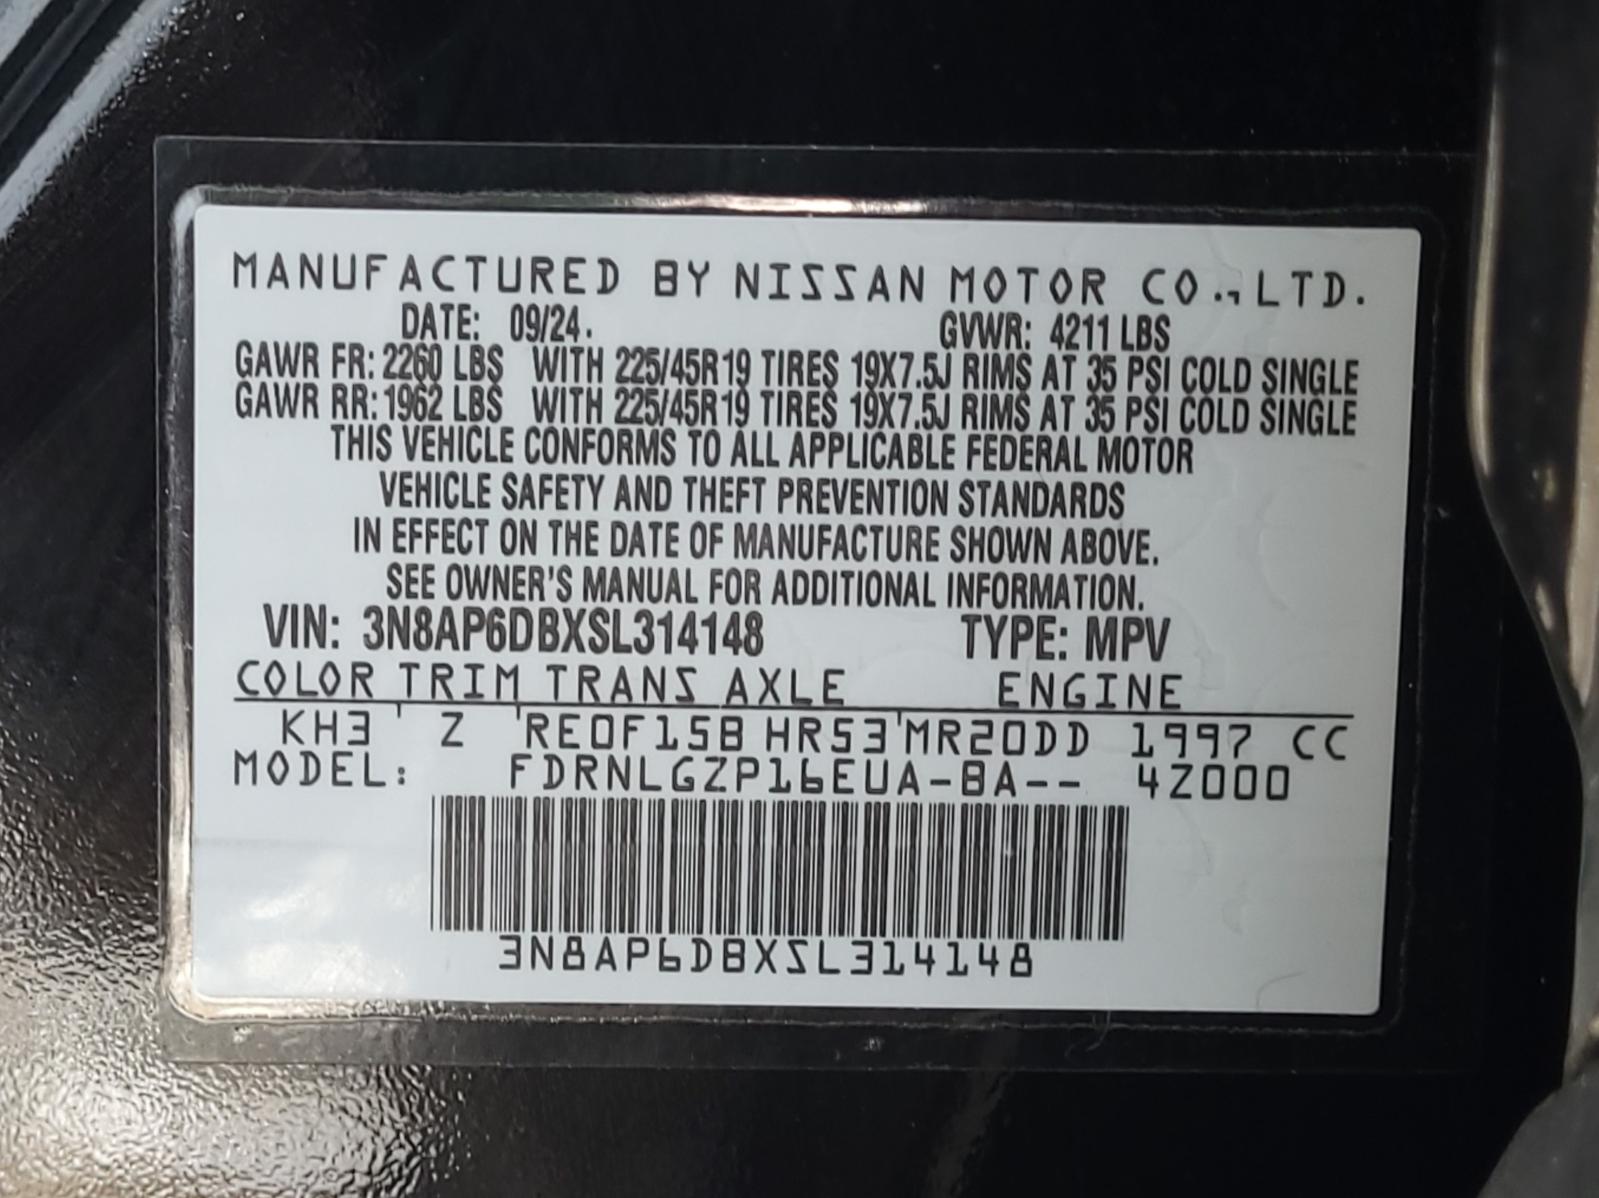 MANUFACTURED BY NISSAN MOTOR CO.,LTD.
DATE: 09/24. GVWR: 4211 LBS
GAWR FR: 2260 LBS WITH 225/45R19 TIRES 19X7.5J RIMS AT 35 PSI COLD SINGLE
GAWR RR: 1962 LBS WITH 225/45R19 TIRES 19X7.5J RIMS AT 35 PSI COLD SINGLE
THIS VEHICLE CONFORMS TO ALL APPLICABLE FEDERAL MOTOR
VEHICLE SAFETY AND THEFT PREVENTION STANDARDS
IN EFFECT ON THE DATE OF MANUFACTURE SHOWN ABOVE.
SEE OWNER'S MANUAL FOR ADDITIONAL INFORMATION.
VIN: 3N8AP6DBXSL314148 TYPE: MPV
COLOR TRIM TRANS AXLE ENGINE
KH3 Z RE0F15B HR53 MR20DD 1997 CC
MODEL: FDRNLGZP16EUA-BA-- 4Z000
3N8AP6DBXSL314148